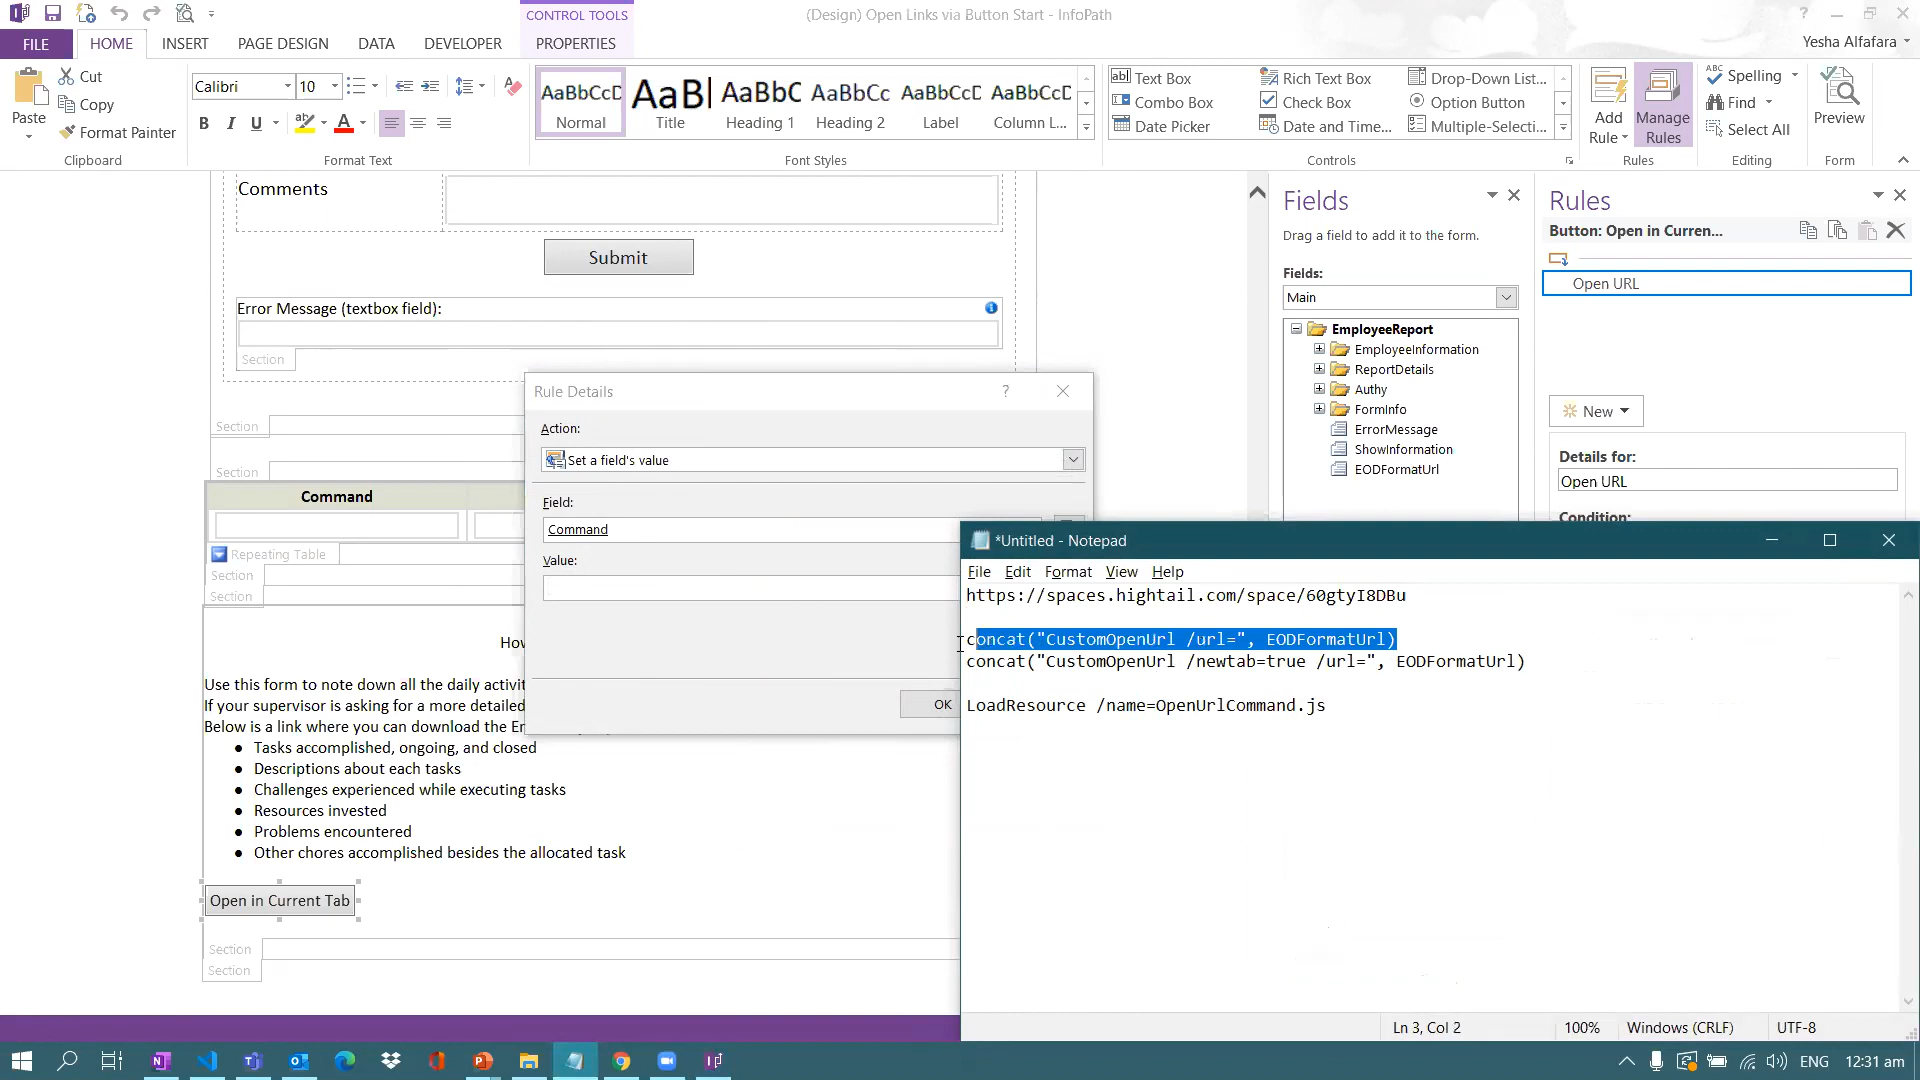 CONTROL TOOLS
(Design) Open Links via Button Start - InfoPath
?
FILE
HOME
INSERT
PAGE DESIGN
DATA
DEVELOPER
PROPERTIES
Yesha Alfafara
Paste
Cut
Copy
Format Painter
Clipboard
Calibri
10
B I U
Format Text
AaBbCcD
Normal
AaBl
Title
AaBbC
Heading 1
AaBbCc
Heading 2
AaBbCcD
Label
AaBbCcD
Column L...
Font Styles
Text Box
Combo Box
Date Picker
Rich Text Box
Check Box
Date and Time...
Drop-Down List...
Option Button
Multiple-Selecti...
Controls
Add
Rule
Manage
Rules
Rules
Spelling
Find
Select All
Editing
Preview
Form
Comments
Submit
Error Message (textbox field):
Section
Section
Section
Command
Repeating Table
Section
Section
How
Use this form to note down all the daily activit
If your supervisor is asking for a more detailed
Below is a link where you can download the En
● Tasks accomplished, ongoing, and closed
● Descriptions about each tasks
● Challenges experienced while executing tasks
● Resources invested
● Problems encountered
● Other chores accomplished besides the allocated task
Open in Current Tab
Section
Section
Rule Details
?
Action:
Set a field's value
Field:
Command
Value:
OK
Fields
Drag a field to add it to the form.
Fields:
Main
EmployeeReport
EmployeeInformation
ReportDetails
Authy
FormInfo
ErrorMessage
ShowInformation
EODFormatUrl
Rules
Button: Open in Curren...
Open URL
New
Details for:
Open URL
Condition:
*Untitled - Notepad
File Edit Format View Help
https://spaces.hightail.com/space/60gtyI8DBu
concat("CustomOpenUrl /url=", EODFormatUrl)
concat("CustomOpenUrl /newtab=true /url=", EODFormatUrl)
LoadResource /name=OpenUrlCommand.js
Ln 3, Col 2
100%
Windows (CRLF)
UTF-8
ENG
12:31 am